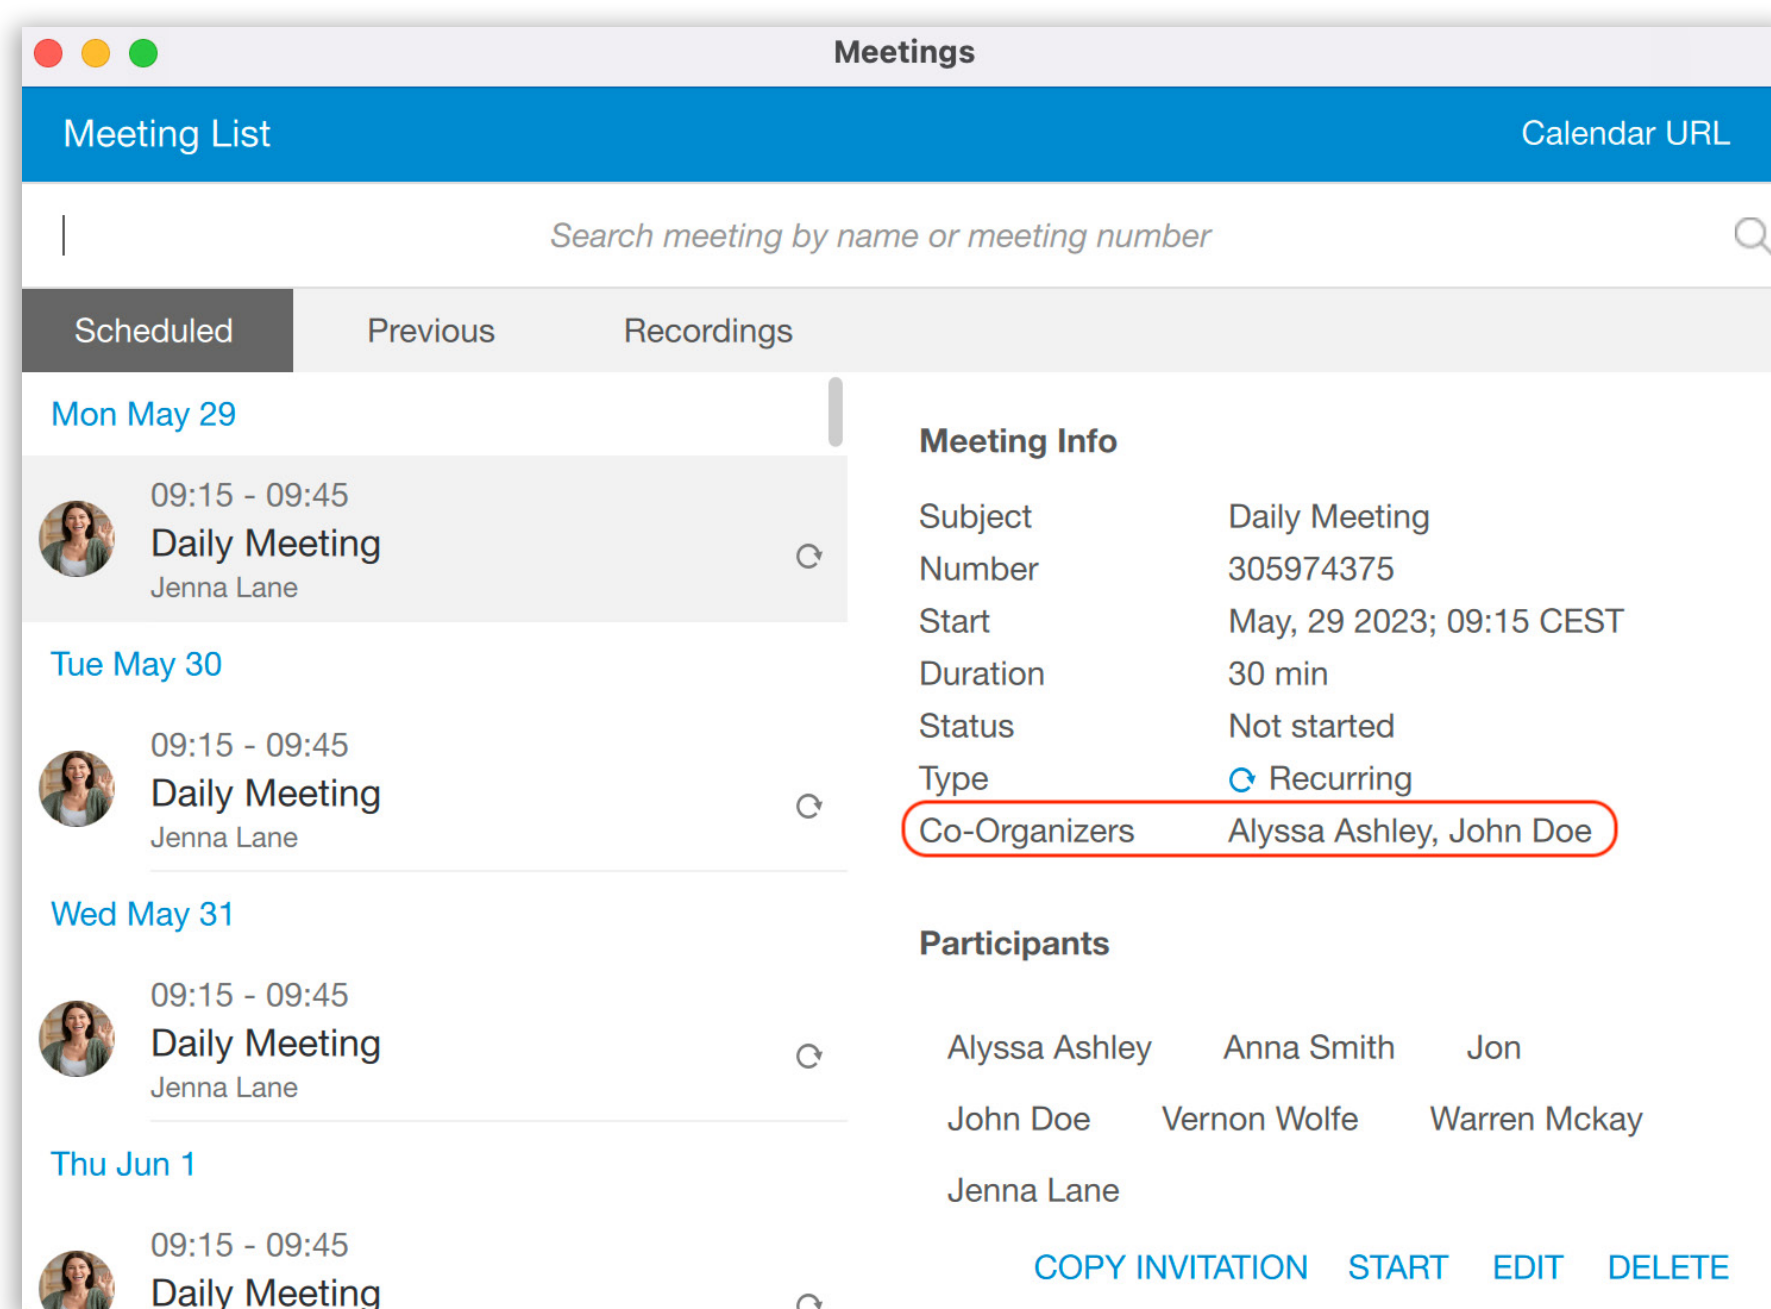 Meetings
Meeting List
Calendar URL
Search meeting by name or meeting number
Scheduled
Previous
Recordings
Mon May 29
09:15 - 09:45
Daily Meeting
Jenna Lane
Tue May 30
09:15 - 09:45
Daily Meeting
Jenna Lane
Wed May 31
09:15 - 09:45
Daily Meeting
Jenna Lane
Thu Jun 1
09:15 - 09:45
Daily Meeting
Meeting Info
Subject Daily Meeting
Number 305974375
Start May, 29 2023; 09:15 CEST
Duration 30 min
Status Not started
Type Recurring
Co-Organizers Alyssa Ashley, John Doe
Participants
Alyssa Ashley Anna Smith Jon
John Doe Vernon Wolfe Warren Mckay
Jenna Lane
COPY INVITATION START EDIT DELETE